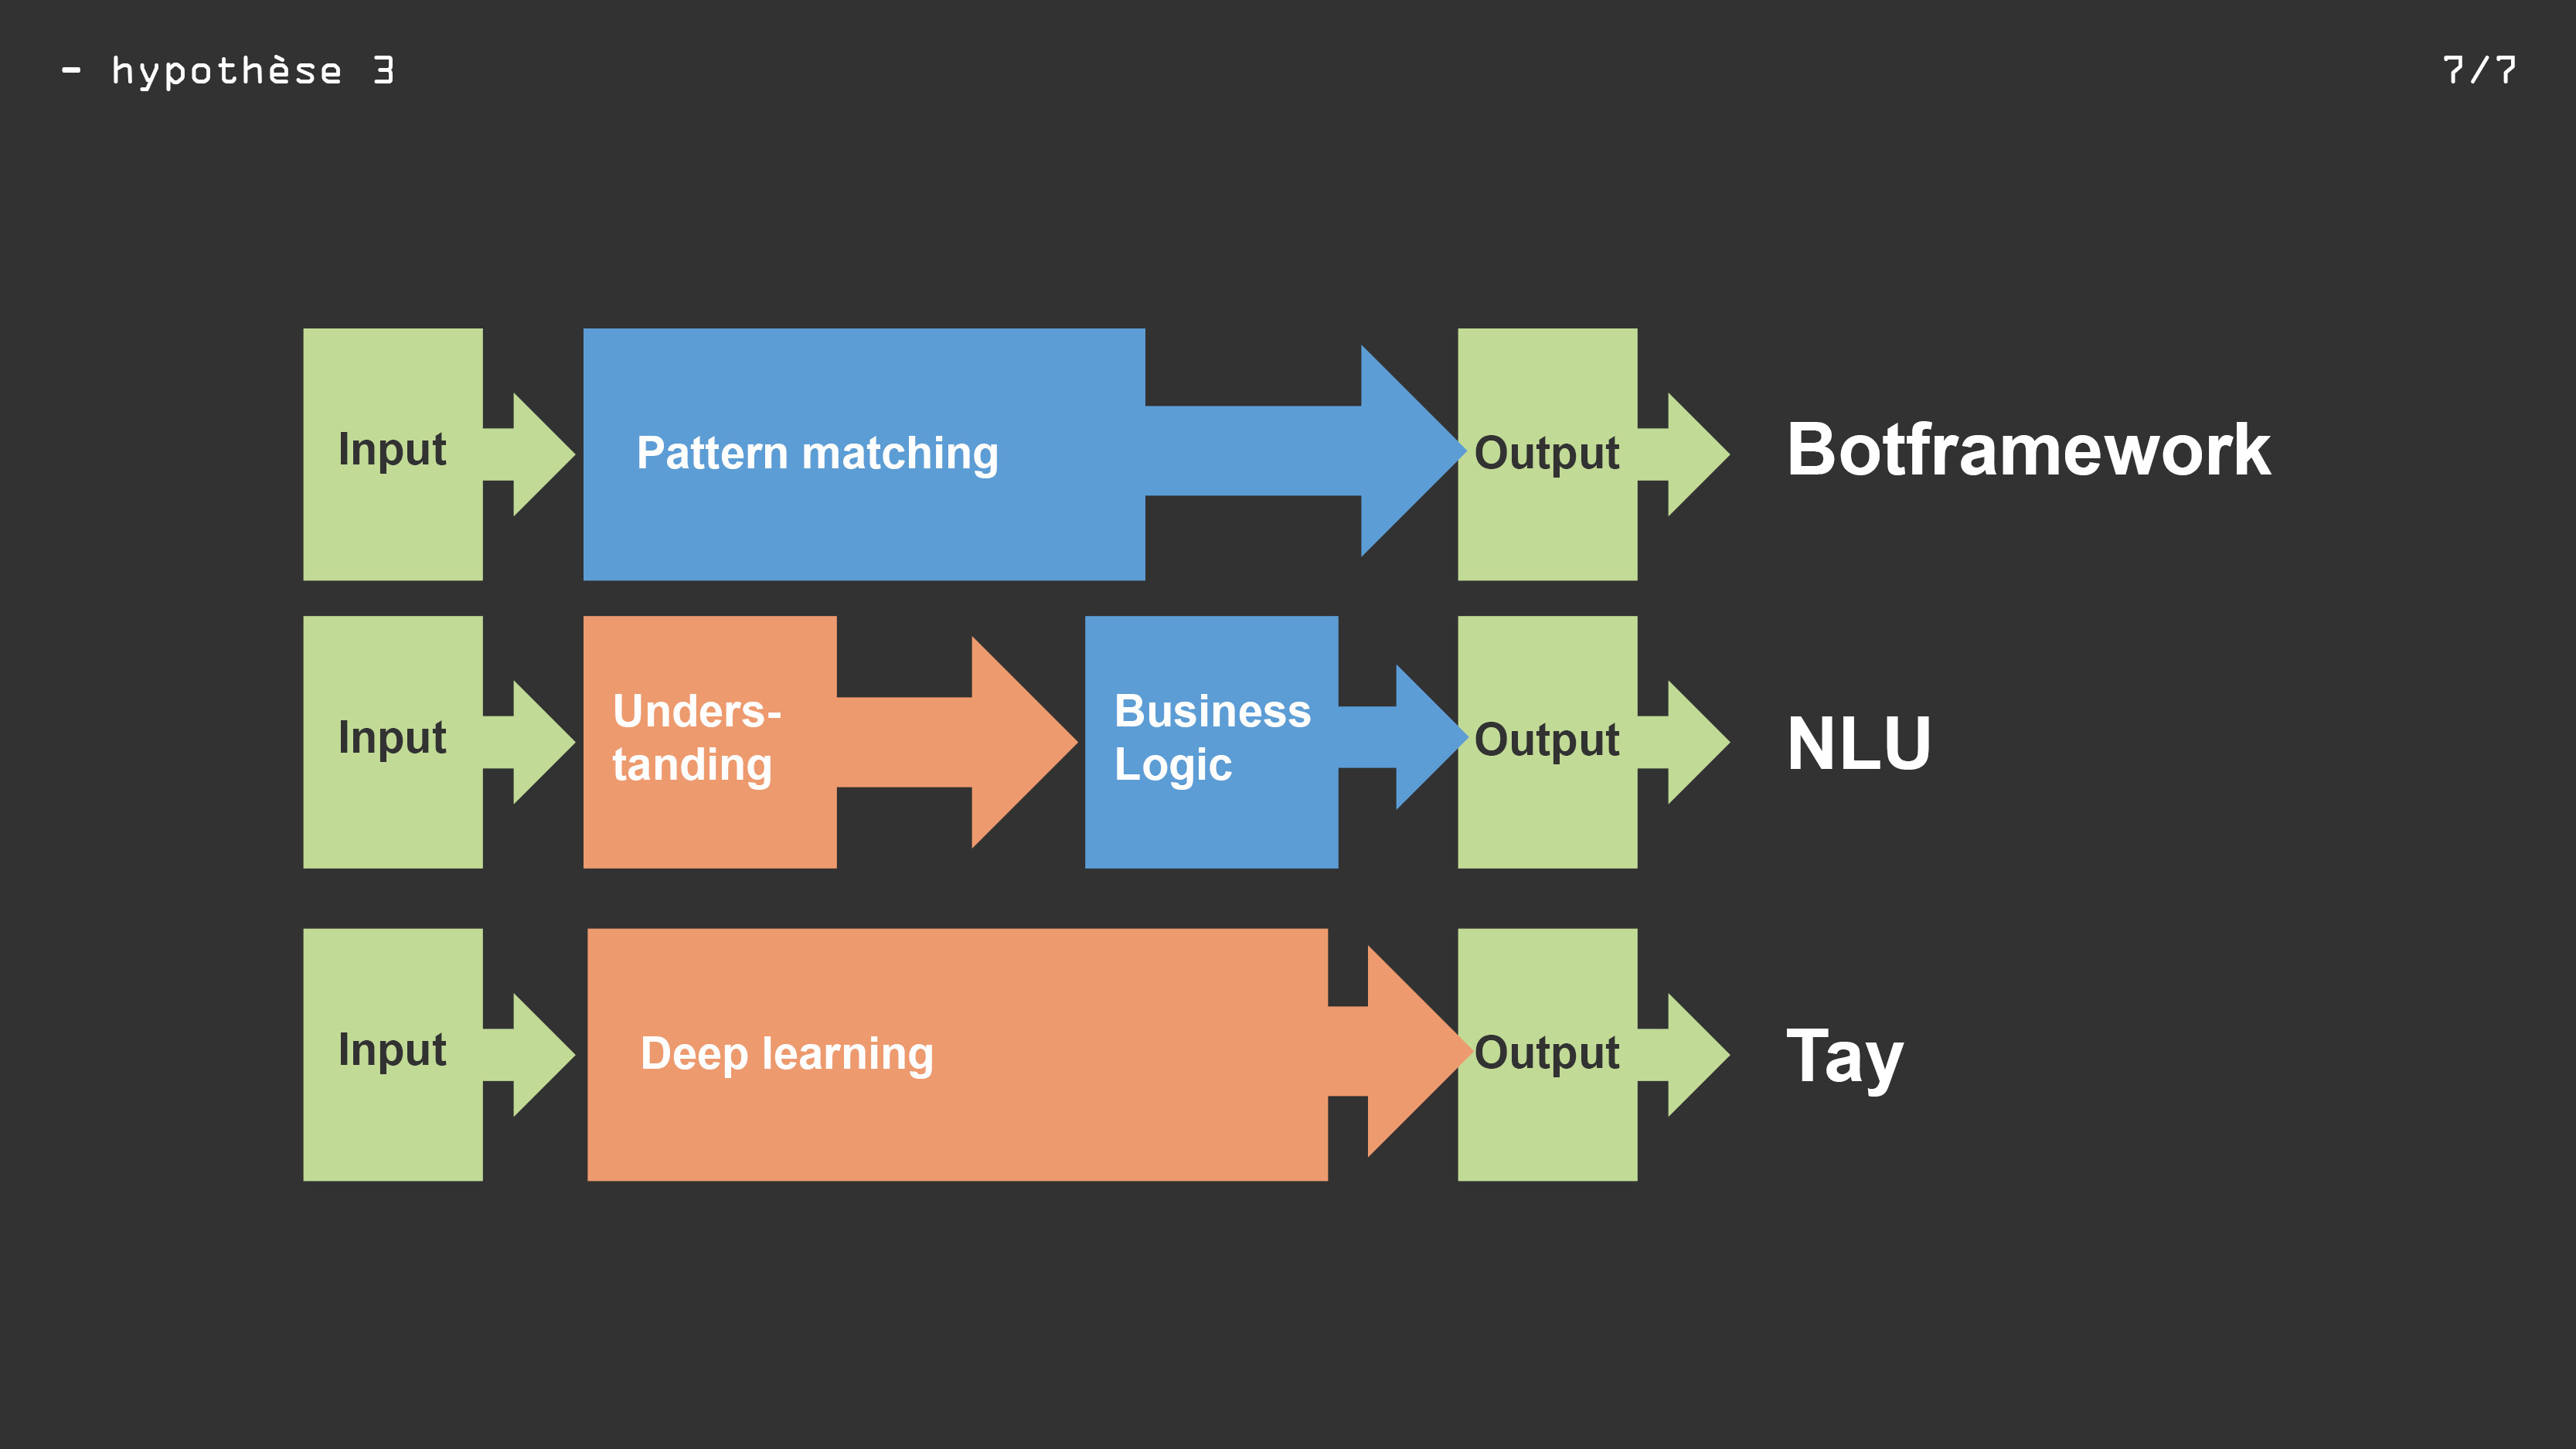 - hypothèse 3
7/7
Input
Pattern matching
Output
Botframework
Input
Unders-
tanding
Business
Logic
Output
NLU
Input
Deep learning
Output
Tay